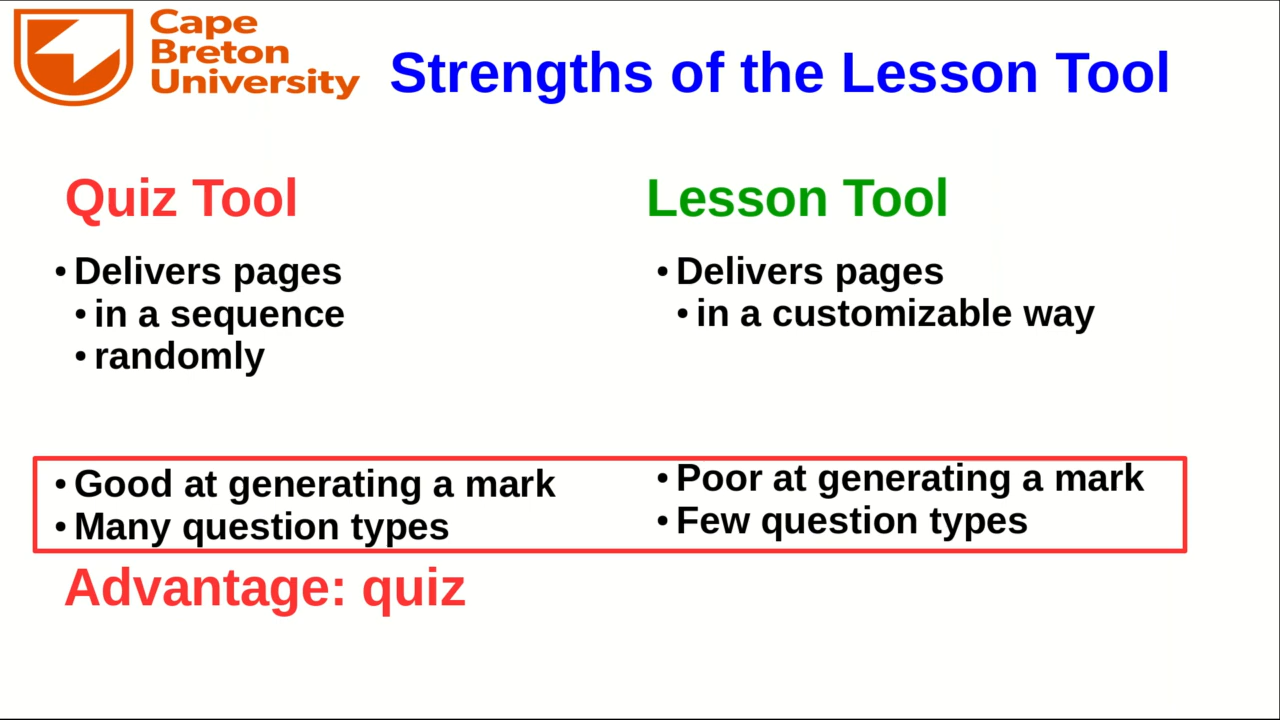 Cape
Breton
University
Strengths of the Lesson Tool
Quiz Tool
• Delivers pages
• in a sequence
• randomly
• Good at generating a mark
• Many question types
Advantage: quiz
Lesson Tool
• Delivers pages
• in a customizable way
• Poor at generating a mark
• Few question types